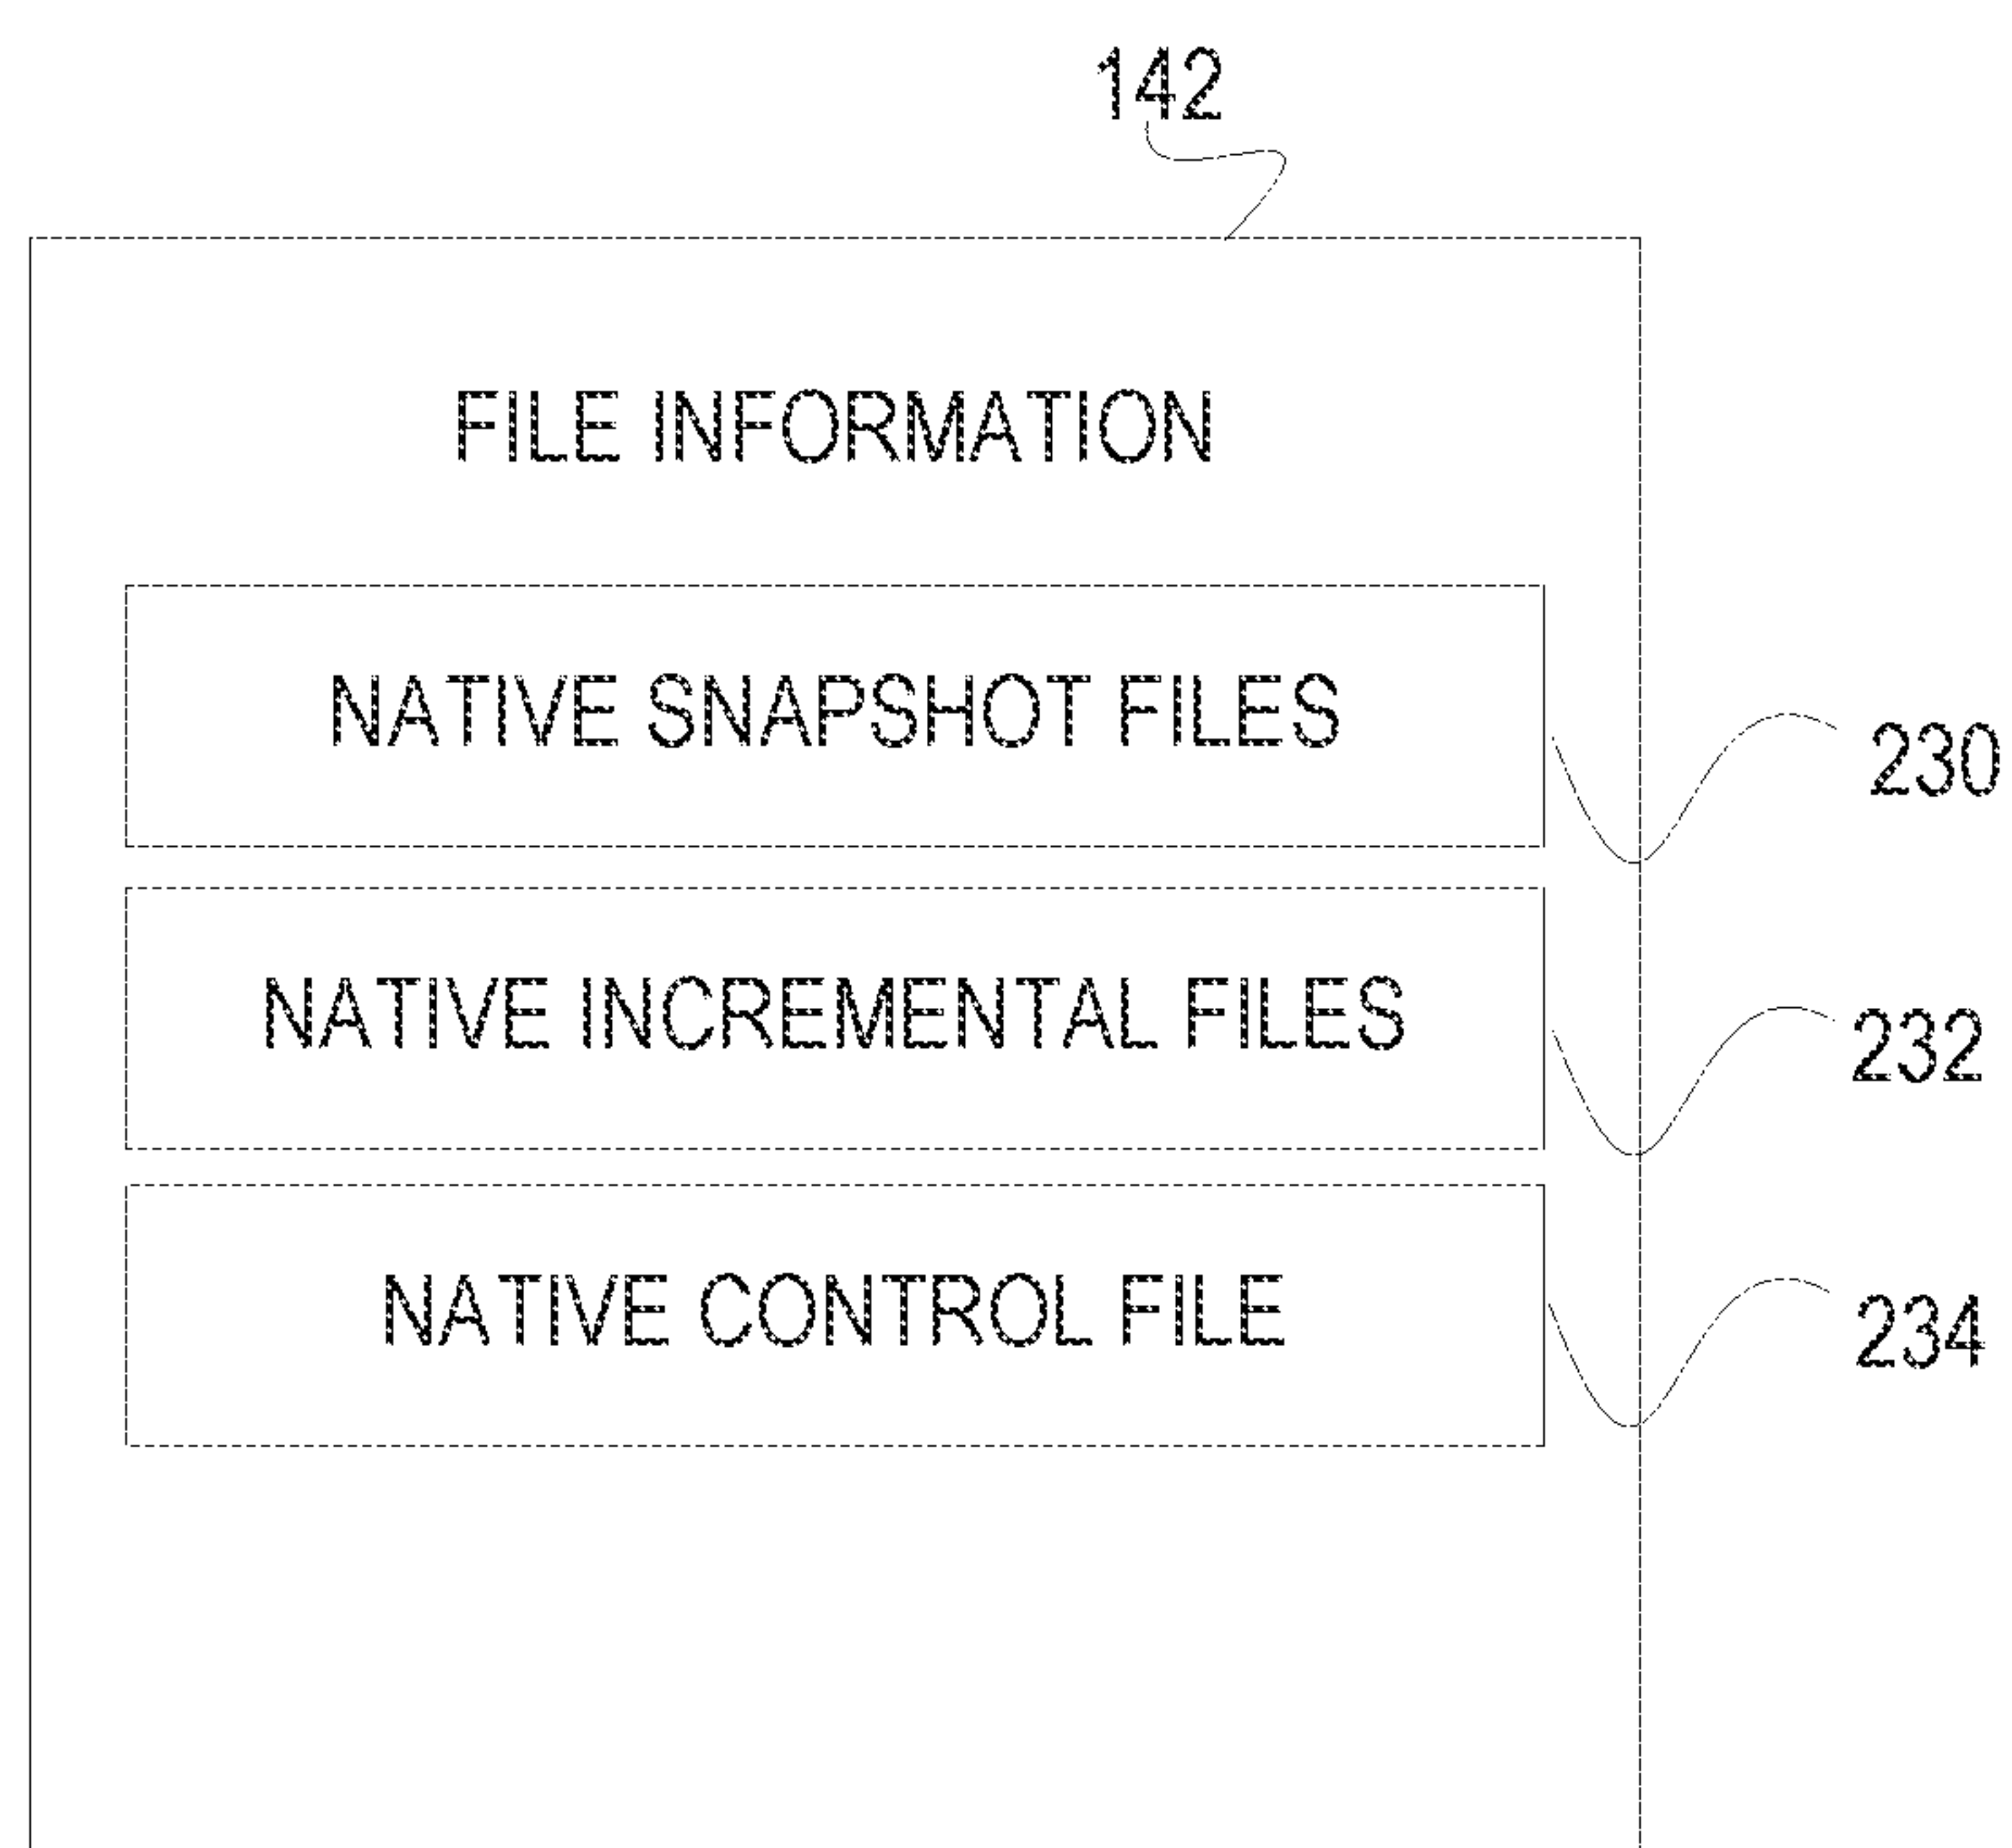 142
FILE INFORMATION
NATIVE SNAPSHOT FILES
230
NATIVE INCREMENTAL FILES
232
NATIVE CONTROL FILE
234